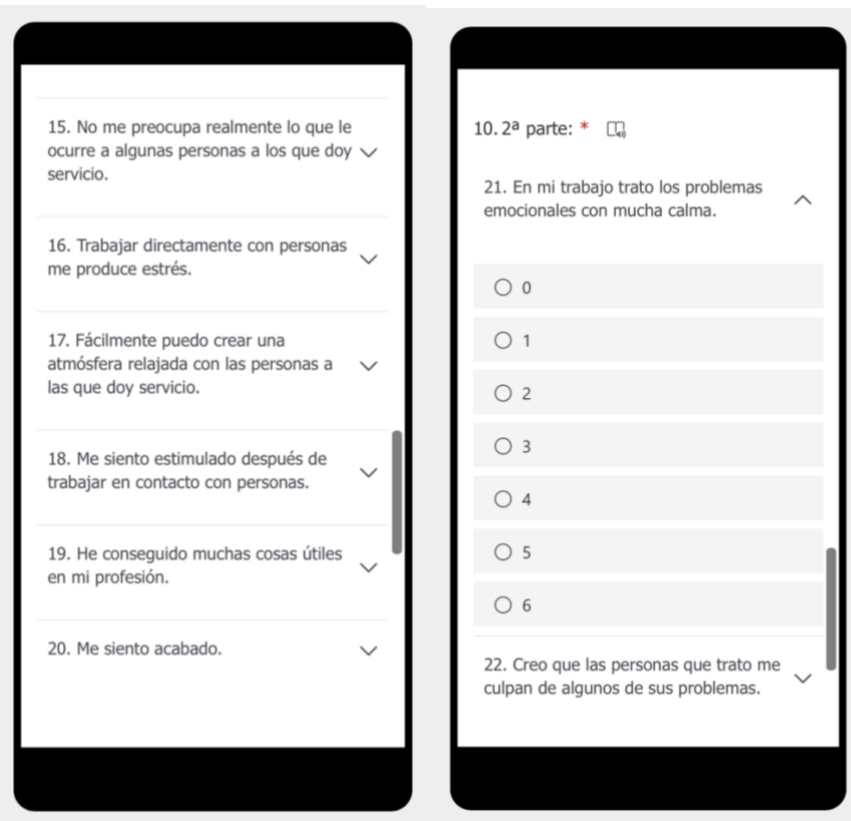 15. No me preocupa realmente lo que le
ocurre a algunas personas a los que doy
servicio.
16. Trabajar directamente con personas
me produce estrés.
17. Fácilmente puedo crear una
atmósfera relajada con las personas a
las que doy servicio.
18. Me siento estimulado después de
trabajar en contacto con personas.
19. He conseguido muchas cosas útiles
en mi profesión.
20. Me siento acabado.
10. 2ª parte: *
21. En mi trabajo trato los problemas
emocionales con mucha calma.
0
1
2
3
4
5
6
22. Creo que las personas que trato me
culpan de algunos de sus problemas.